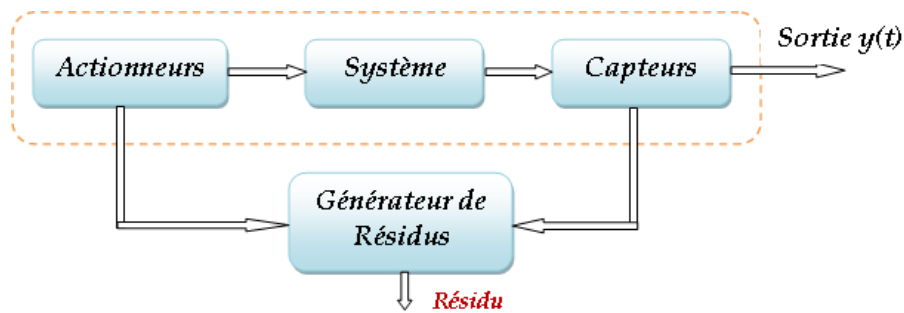 Sortie y(t)
Actionneurs
Système
Capteurs
Générateur de
Résidus
Résidu